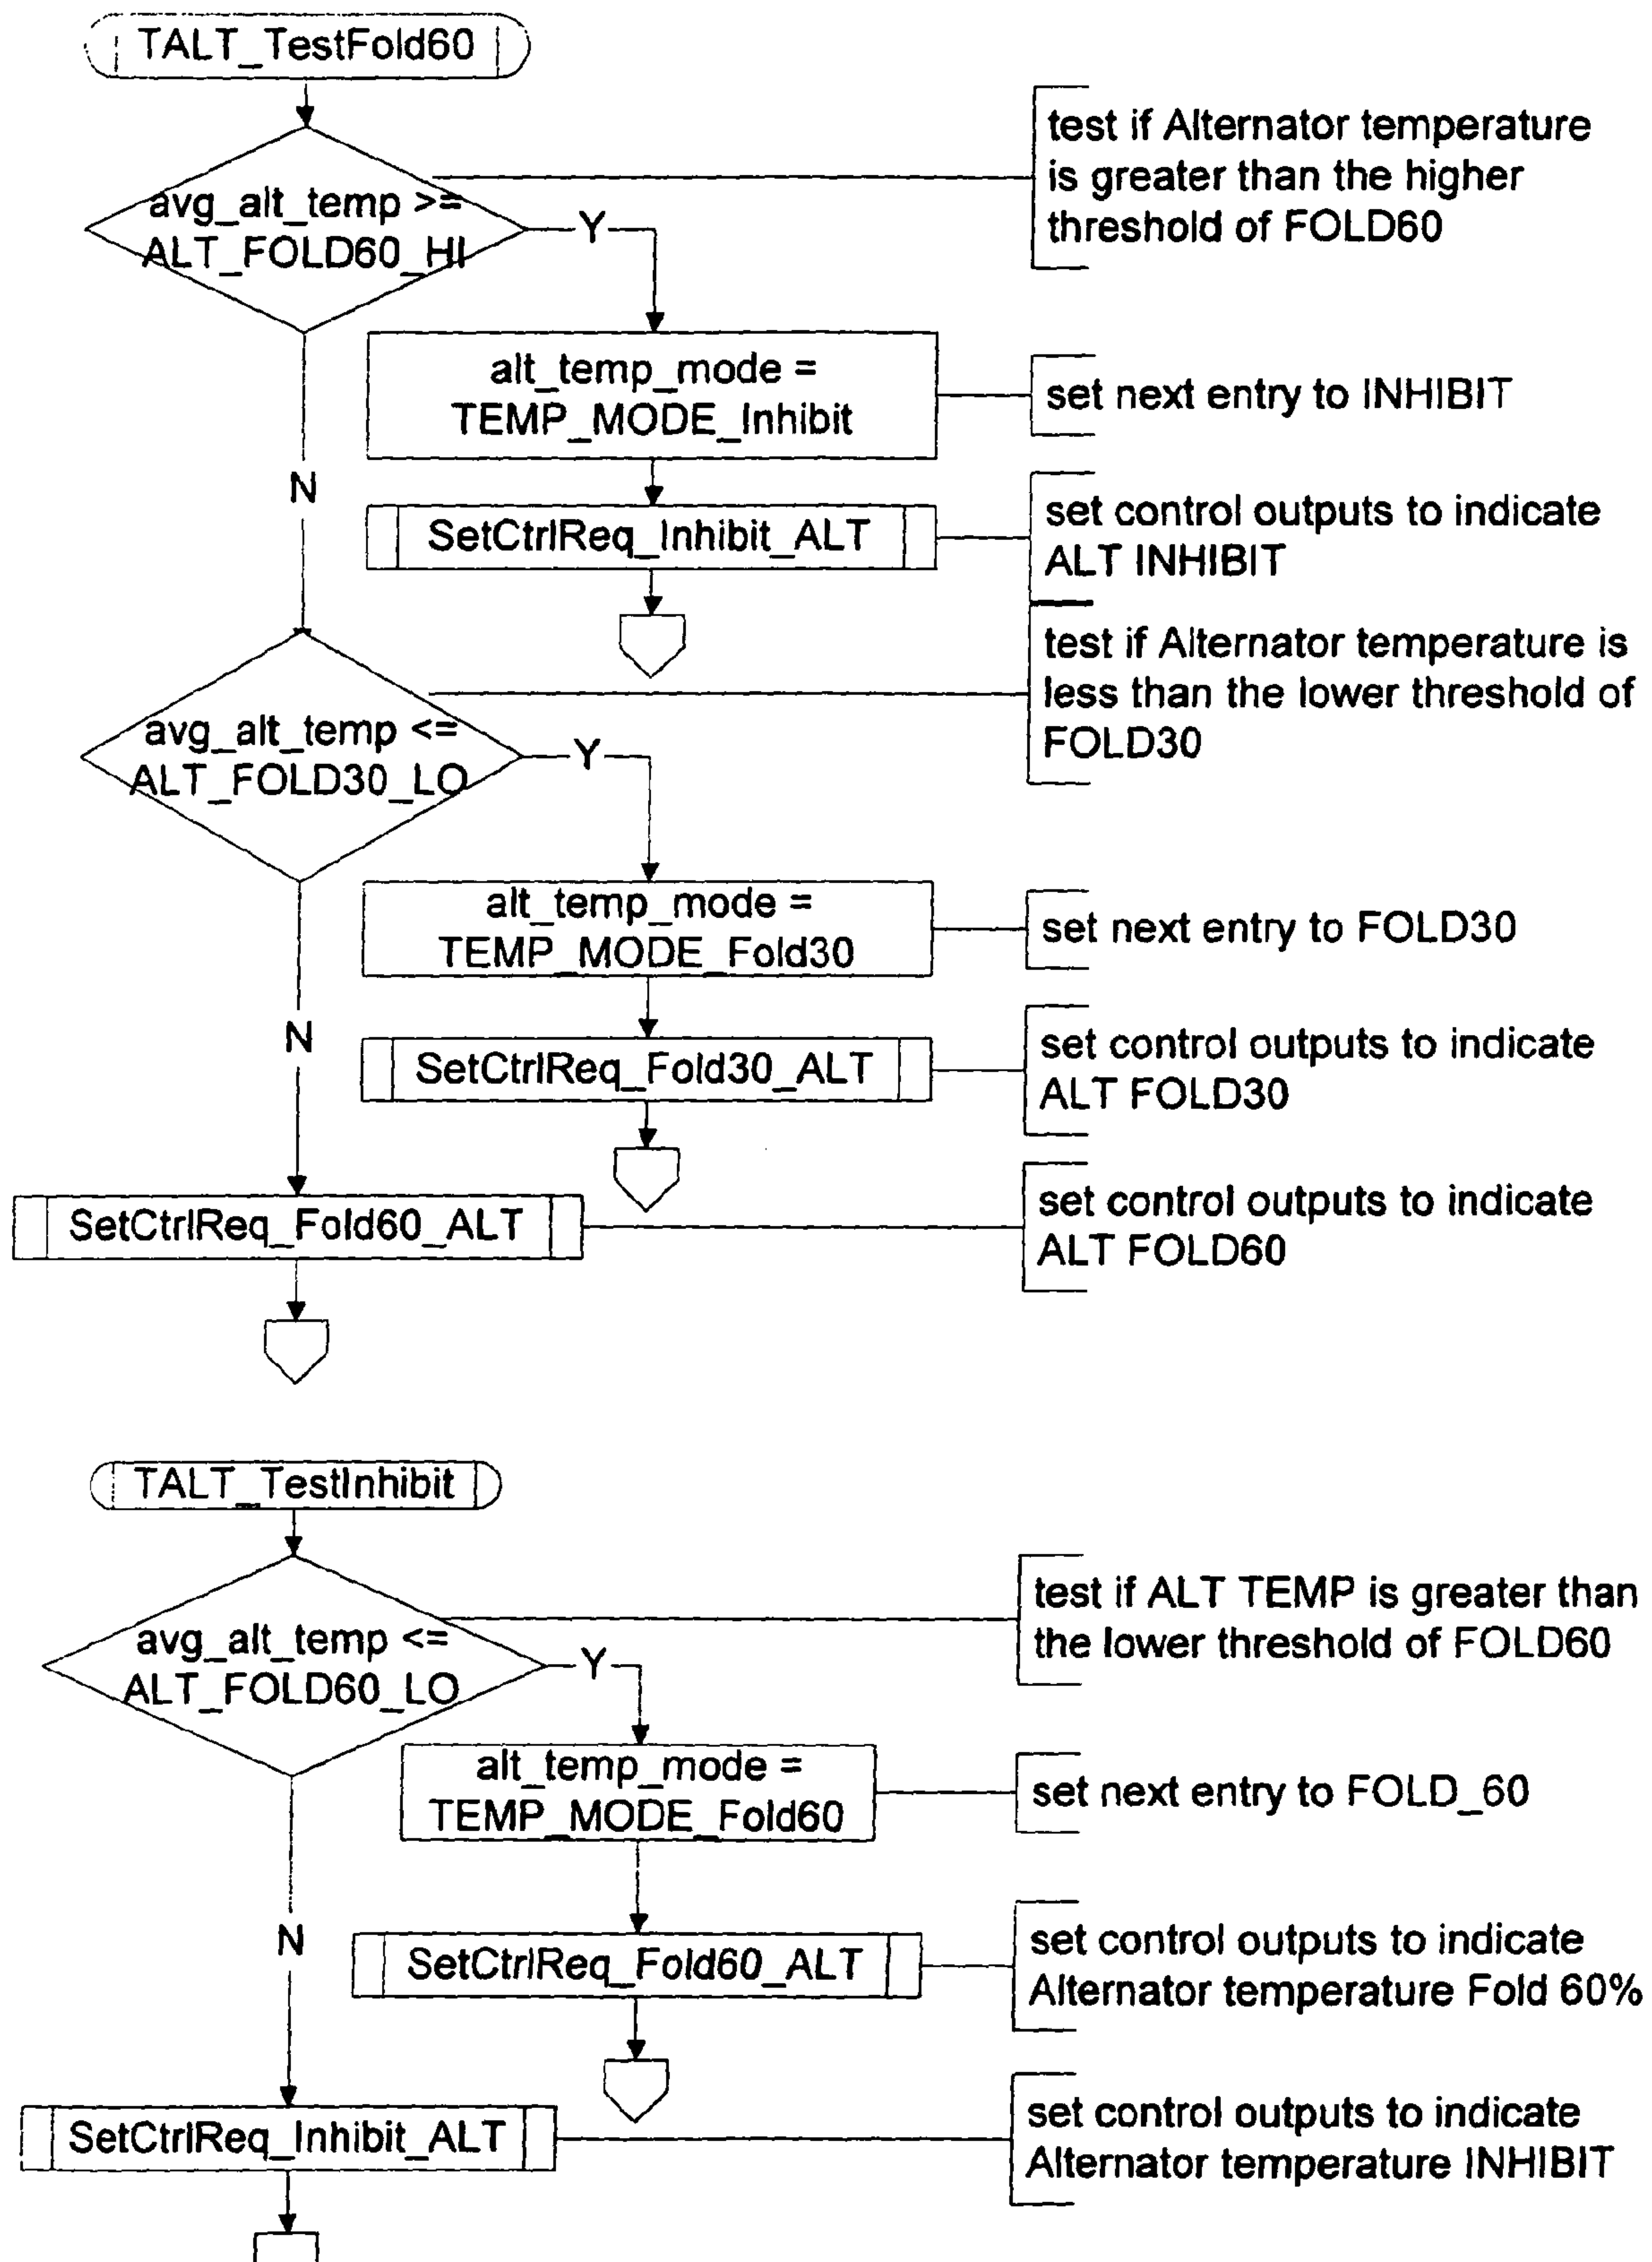 TALT_TestFold60
test if Alternator temperature
is greater than the higher
threshold of FOLD60
avg_alt_temp >=
ALT_FOLD60_HI
Y
alt_temp_mode =
TEMP_MODE_Inhibit
set next entry to INHIBIT
N
SetCtrlReq_Inhibit_ALT
set control outputs to indicate
ALT INHIBIT
test if Alternator temperature is
less than the lower threshold of
FOLD30
avg_alt_temp <=
ALT_FOLD30_LO
Y
alt_temp_mode =
TEMP_MODE_Fold30
set next entry to FOLD30
N
SetCtrlReq_Fold30_ALT
set control outputs to indicate
ALT FOLD30
SetCtrlReq_Fold60_ALT
set control outputs to indicate
ALT FOLD60
TALT_TestInhibit
test if ALT TEMP is greater than
the lower threshold of FOLD60
avg_alt_temp <=
ALT_FOLD60_LO
Y
alt_temp_mode =
TEMP_MODE_Fold60
set next entry to FOLD_60
N
SetCtrlReq_Fold60_ALT
set control outputs to indicate
Alternator temperature Fold 60%
SetCtrlReq_Inhibit_ALT
set control outputs to indicate
Alternator temperature INHIBIT